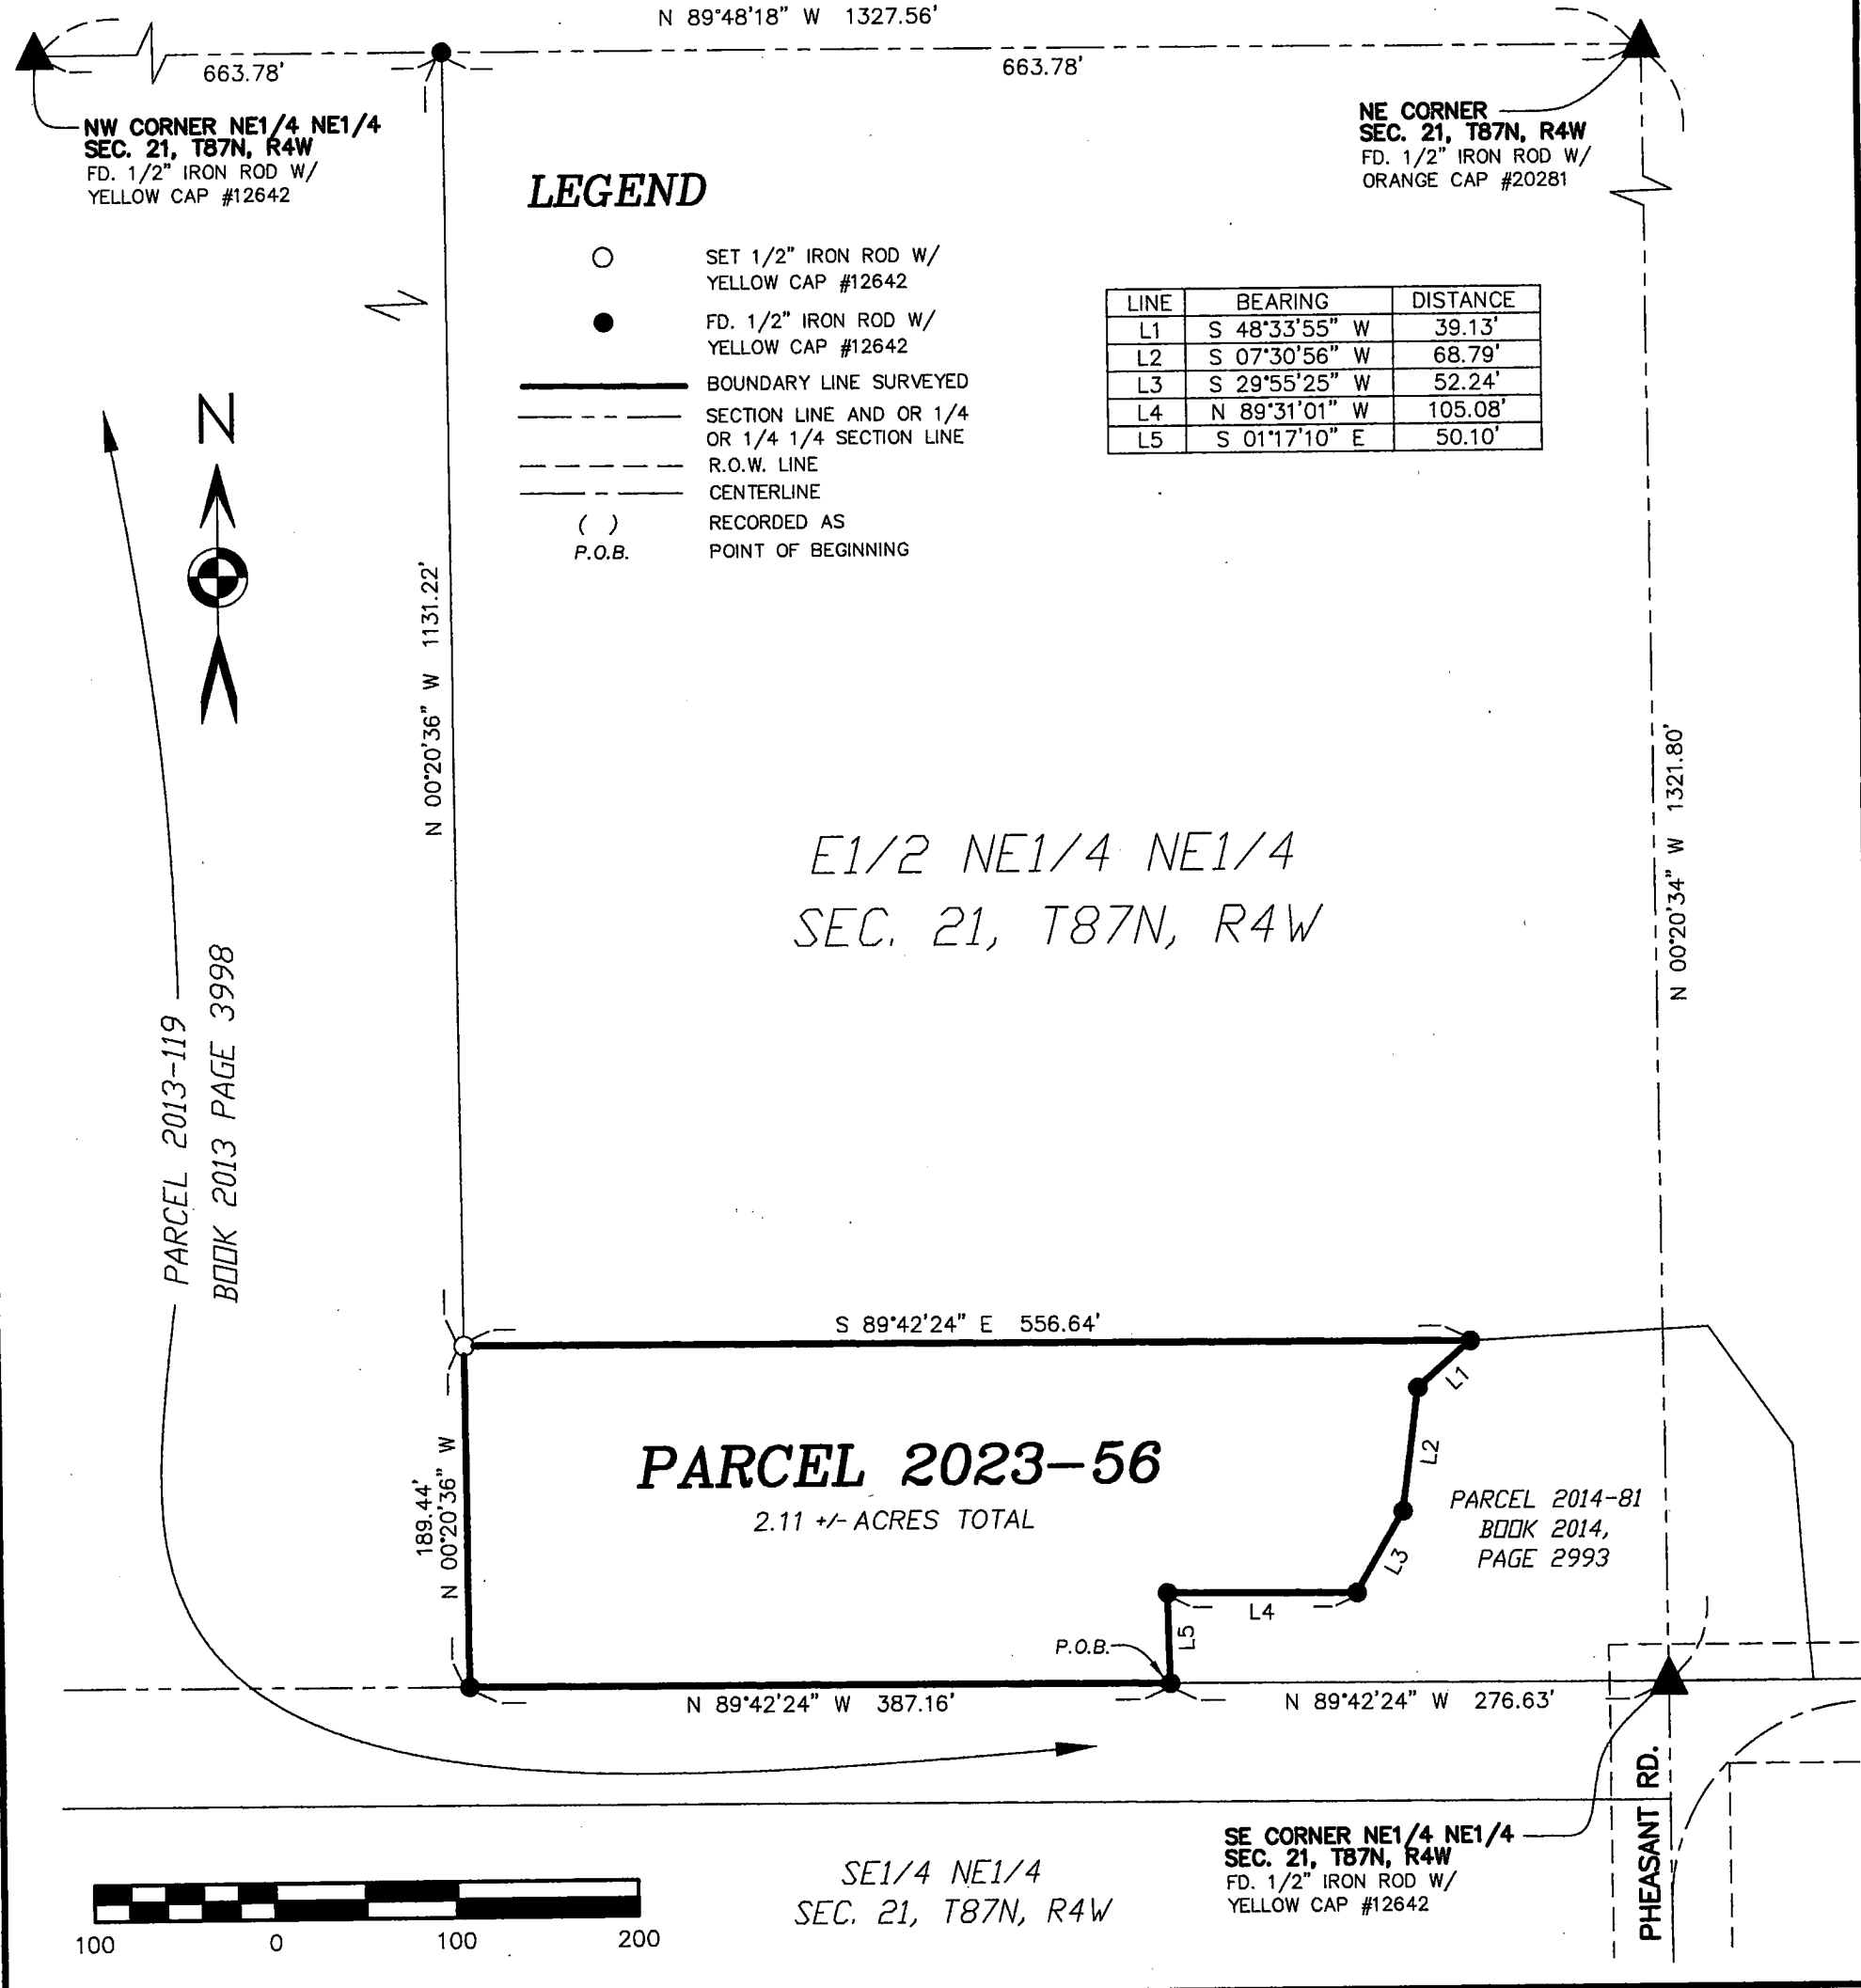 N 89°48'18" W 1327.56'
663.78'
663.78'
NW CORNER NE1/4 NE1/4
SEC. 21, T87N, R4W
FD. 1/2" IRON ROD W/
YELLOW CAP #12642
NE CORNER
SEC. 21, T87N, R4W
FD. 1/2" IRON ROD W/
ORANGE CAP #20281
LEGEND
SET 1/2" IRON ROD W/
YELLOW CAP #12642
FD. 1/2" IRON ROD W/
YELLOW CAP #12642
BOUNDARY LINE SURVEYED
SECTION LINE AND OR 1/4
OR 1/4 1/4 SECTION LINE
R.O.W. LINE
CENTERLINE
( ) RECORDED AS
P.O.B. POINT OF BEGINNING
LINE BEARING DISTANCE
L1 S 48°33'55" W 39.13'
L2 S 07°30'56" W 68.79'
L3 S 29°55'25" W 52.24'
L4 N 89°31'01" W 105.08'
L5 S 01°17'10" E 50.10'
N
N 00°20'36" W 1131.22'
E1/2 NE1/4 NE1/4
SEC. 21, T87N, R4W
N 00°20'34" W 1321.80'
PARCEL 2013-119
BOOK 2013 PAGE 3998
S 89°42'24" E 556.64'
L1
L2
L3
L4
L5
PARCEL 2023-56
2.11 +/- ACRES TOTAL
189.44'
N 00°20'36" W
PARCEL 2014-81
BOOK 2014,
PAGE 2993
P.O.B.
N 89°42'24" W 387.16'
N 89°42'24" W 276.63'
PHEASANT RD.
SE CORNER NE1/4 NE1/4
SEC. 21, T87N, R4W
FD. 1/2" IRON ROD W/
YELLOW CAP #12642
SE1/4 NE1/4
SEC. 21, T87N, R4W
100 0 100 200